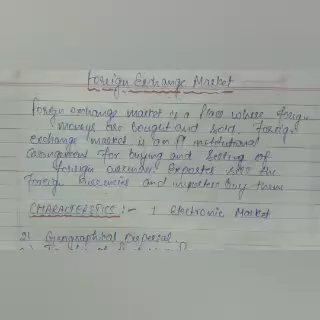 Foreign Exchange Market
Foreign exchange market is a place where foreign
moneys are bought and sold. Foreign
exchange market is an institutional
arrangement for buying and selling of
foreign currencies. Exporter sell the
foreign currencies and importers buy them
CHARACTERISTICS :- 1 Electronic Market
2) Geographical Dispersal.